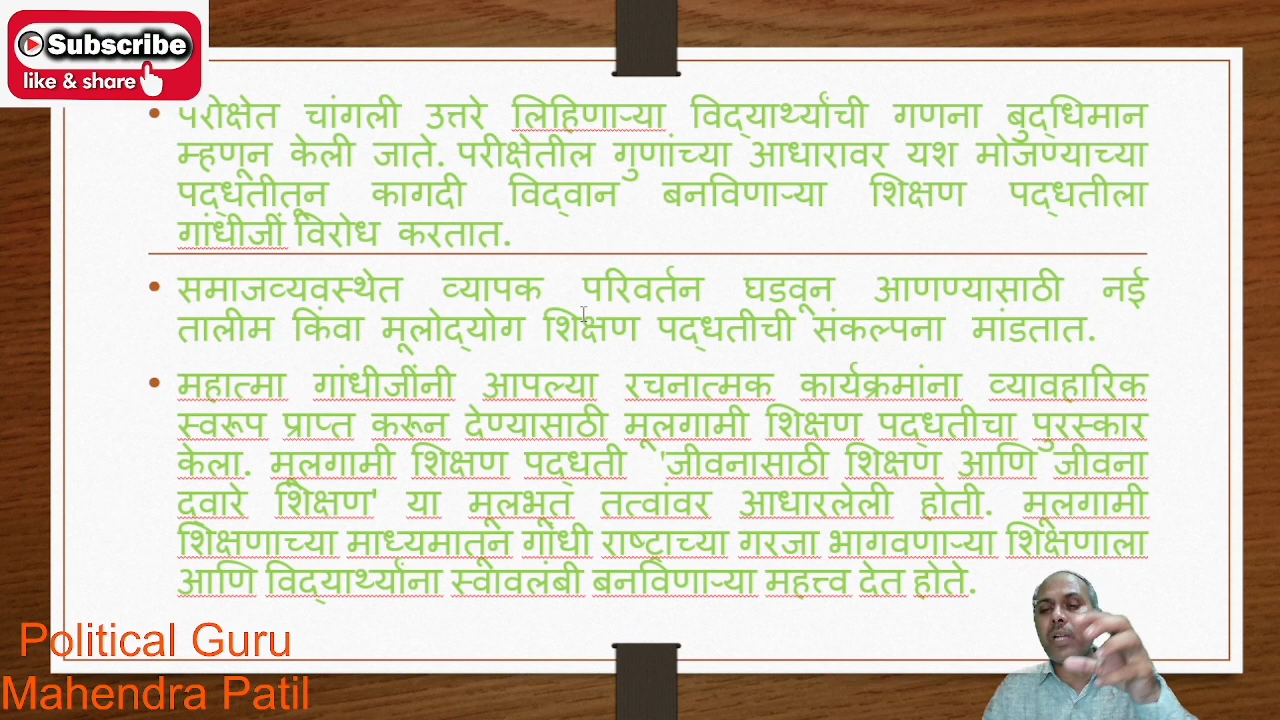 Subscribe
like & share
परीक्षेत चांगली उत्तरे लिहिणाऱ्या विद्यार्थ्यांची गणना बुद्धिमान
म्हणून केली जाते. परीक्षेतील गुणांच्या आधारावर यश मोजण्याच्या
पद्धतीतून कागदी विद्वान बनविणाऱ्या शिक्षण पद्धतीला
गांधीजीं विरोध करतात.
समाजव्यवस्थेत व्यापक परिवर्तन घडवून आणण्यासाठी नई
तालीम किंवा मूलोद्योग शिक्षण पद्धतीची संकल्पना मांडतात.
महात्मा गांधीजींनी आपल्या रचनात्मक कार्यक्रमांना व्यावहारिक
स्वरूप प्राप्त करून देण्यासाठी मूलगामी शिक्षण पद्धतीचा पुरस्कार
केला. मूलगामी शिक्षण पद्धती 'जीवनासाठी शिक्षण आणि जीवना
द्वारे शिक्षण' या मूलभूत तत्वांवर आधारलेली होती. मूलगामी
शिक्षणाच्या माध्यमातून गांधी राष्ट्राच्या गरजा भागवणाऱ्या शिक्षणाला
आणि विद्यार्थ्यांना स्वावलंबी बनविणाऱ्या महत्त्व देत होते.
Political Guru
Mahendra Patil